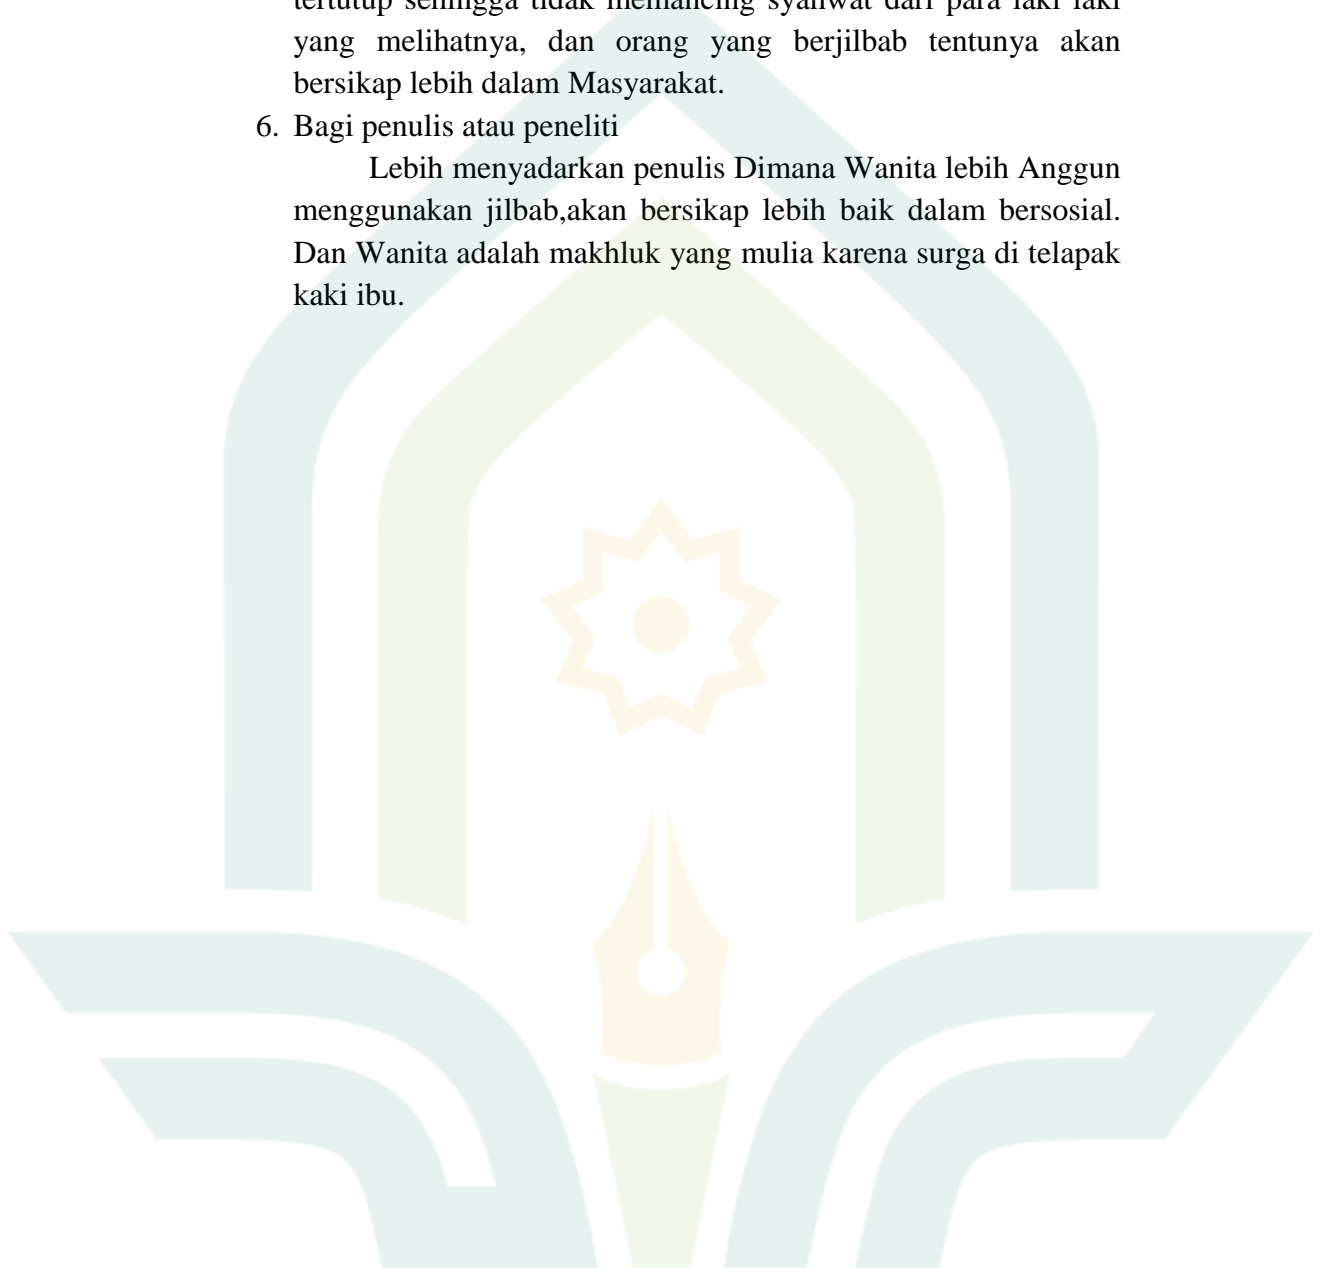 tertutup sehingga tidak memancing syahwat dari para laki laki
yang melihatnya, dan orang yang berjilbab tentunya akan
bersikap lebih dalam Masyarakat.
6. Bagi penulis atau peneliti
Lebih menyadarkan penulis Dimana Wanita lebih Anggun
menggunakan jilbab,akan bersikap lebih baik dalam bersosial.
Dan Wanita adalah makhluk yang mulia karena surga di telapak
kaki ibu.